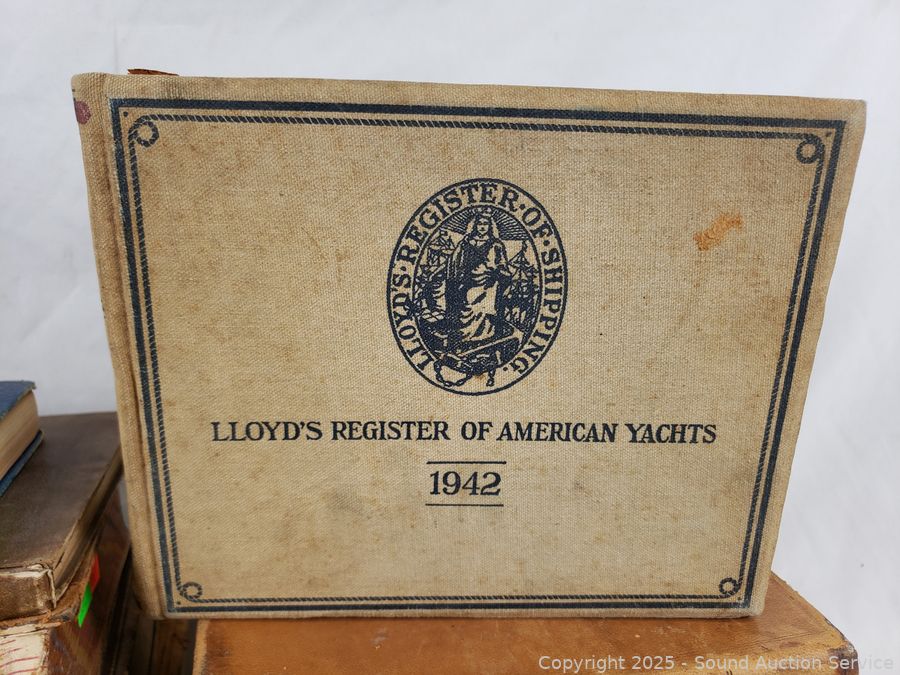 LLOYD'S·REGISTER·OF·SHIPPING.
LLOYD'S REGISTER OF AMERICAN YACHTS
1942
Copyright 2025 - Sound Auction Service